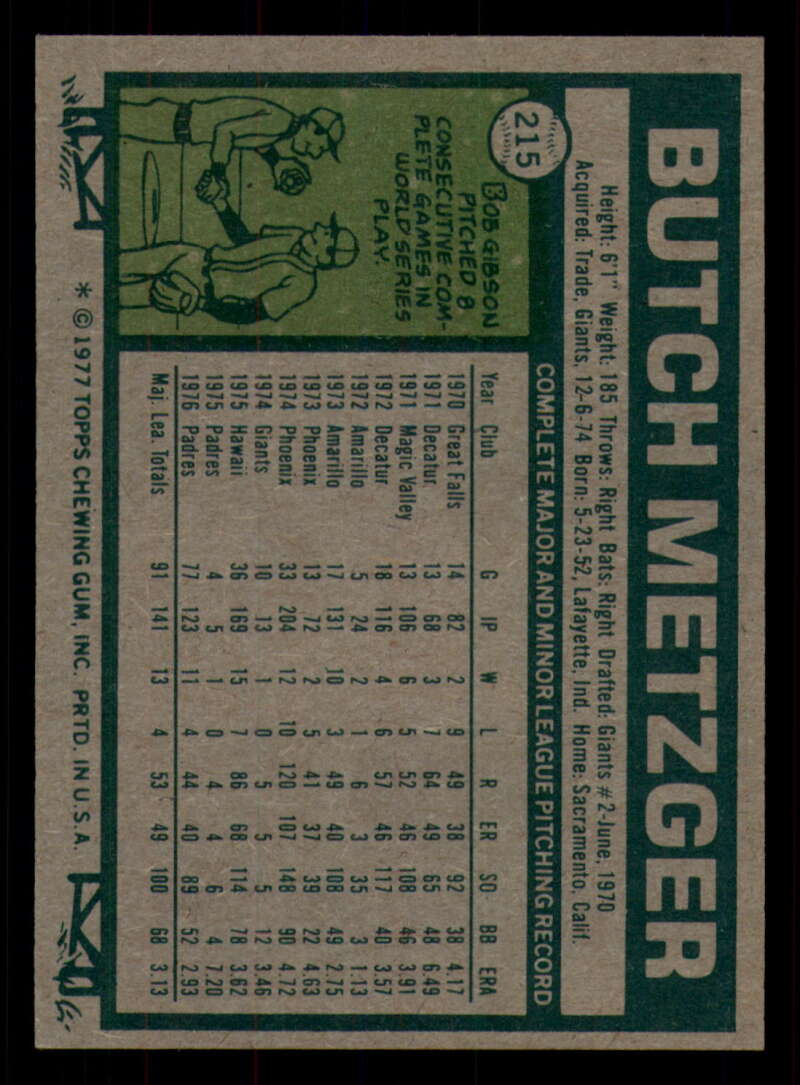 BUTCH METZGER
Height: 6'1" Weight: 185 Throws: Right Bats: Right Drafted: Giants #2-June, 1970
Acquired: Trade, Giants, 12-6-74 Born: 5-23-52, Lafayette, Ind. Home: Sacramento, Calif.
215
COMPLETE MAJOR AND MINOR LEAGUE PITCHING RECORD
BOB GIBSON
PITCHED 8
CONSECUTIVE COM-
PLETE GAMES IN
WORLD SERIES
PLAY.
Year Club G IP W L R ER SO BB ERA
1970 Great Falls 14 82 2 9 49 38 92 38 4.17
1971 Decatur 13 68 3 7 64 49 65 48 6.49
1971 Magic Valley 13 106 6 5 52 46 108 46 3.91
1972 Decatur 18 116 4 6 57 46 117 40 3.57
1972 Amarillo 5 24 2 1 6 3 35 3 1.13
1973 Amarillo 17 131 10 3 49 40 108 49 2.75
1973 Phoenix 13 72 2 5 41 37 39 22 4.63
1974 Phoenix 33 204 12 10 120 107 148 90 4.72
1974 Giants 10 13 1 0 5 5 5 12 3.46
1975 Hawaii 36 169 15 7 86 68 114 78 3.62
1975 Padres 4 5 1 0 4 4 6 4 7.20
1976 Padres 77 123 11 4 44 40 89 52 2.93
Maj. Lea. Totals 91 141 13 4 53 49 100 68 3.13
* © 1977 TOPPS CHEWING GUM, INC. PRTD. IN U.S.A.